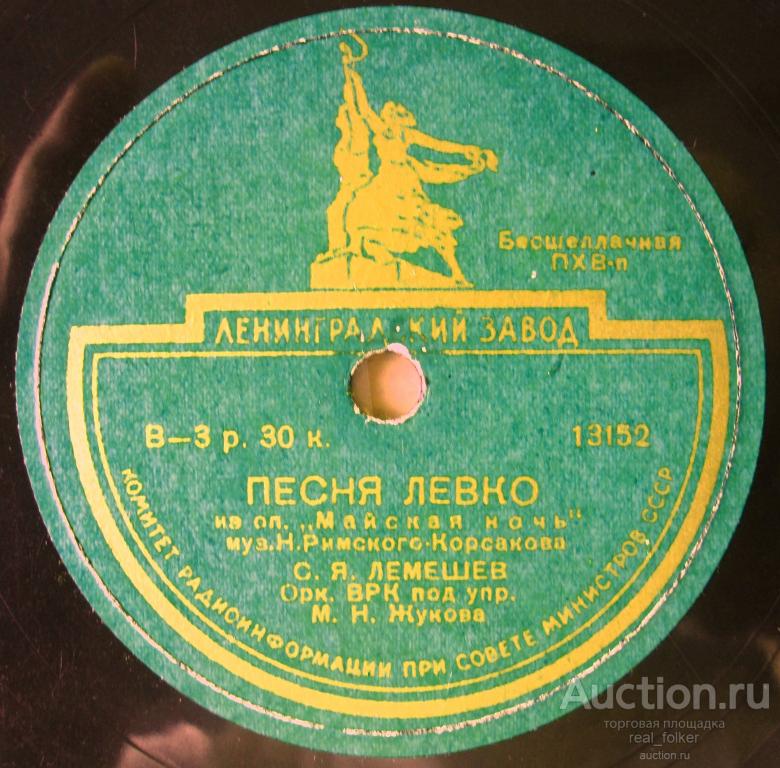 Бесшеллачная
ПХВ-п
ЛЕНИНГРАД КИЙ ЗАВОД
В—3 р. 30 к.
13152
ПЕСНЯ ЛЕВКО
из оп. „Майская ночь"
муз. Н. Римского-Корсакова
С. Я. ЛЕМЕШЕВ
Орк. ВРК под упр.
М. Н. Жукова
КОМИТЕТ РАДИОИНФОРМАЦИИ ПРИ СОВЕТЕ МИНИСТРОВ СССР
Auction.ru
торговая площадка
real_folker
auction.ru